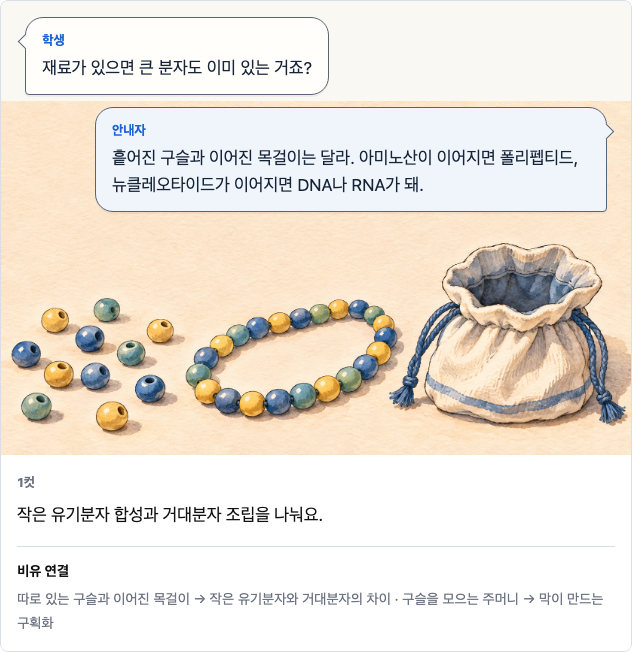 학생
재료가 있으면 큰 분자도 이미 있는 거죠?
안내자
흩어진 구슬과 이어진 목걸이는 달라. 아미노산이 이어지면 폴리펩티드,
뉴클레오타이드가 이어지면 DNA나 RNA가 돼.
1컷
작은 유기분자 합성과 거대분자 조립을 나눠요.
비유 연결
따로 있는 구슬과 이어진 목걸이 → 작은 유기분자와 거대분자의 차이 · 구슬을 모으는 주머니 → 막이 만드는
구획화